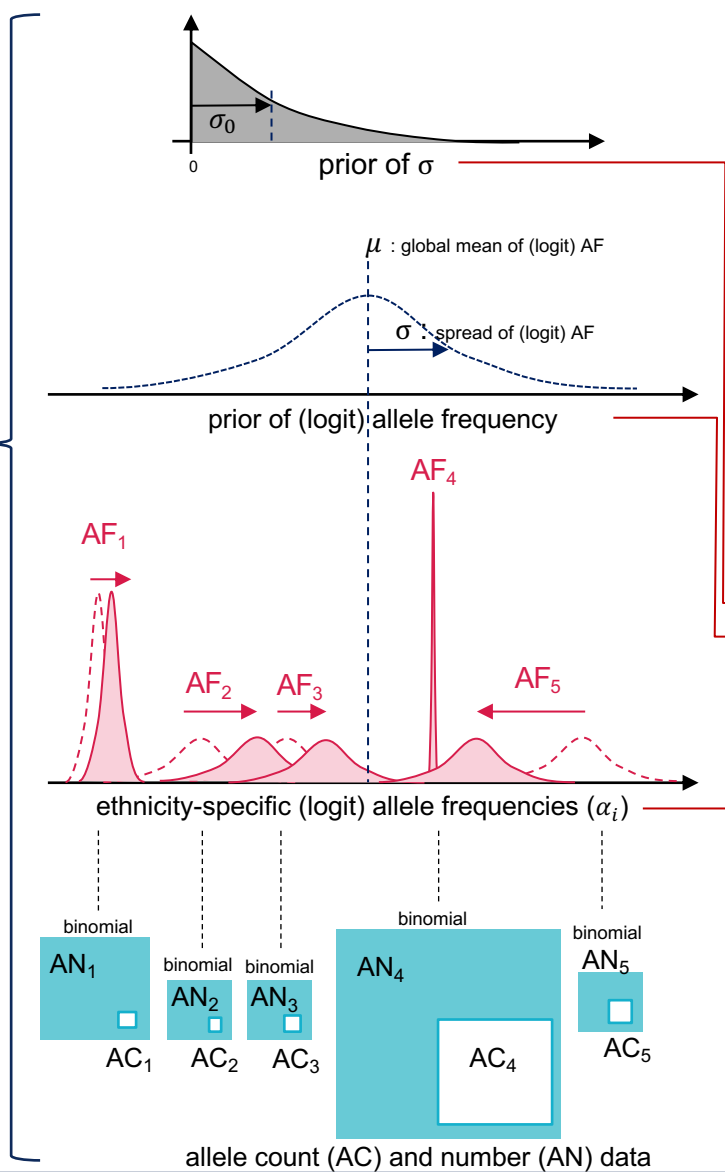 σ₀
0
prior of σ
μ : global mean of (logit) AF
σ : spread of (logit) AF
prior of (logit) allele frequency
AF₄
AF₁
AF₂
AF₃
AF₅
ethnicity-specific (logit) allele frequencies (αᵢ)
binomial
binomial
binomial
binomial
binomial
AN₁
AN₂
AN₃
AN₄
AN₅
AC₁
AC₂
AC₃
AC₄
AC₅
allele count (AC) and number (AN) data